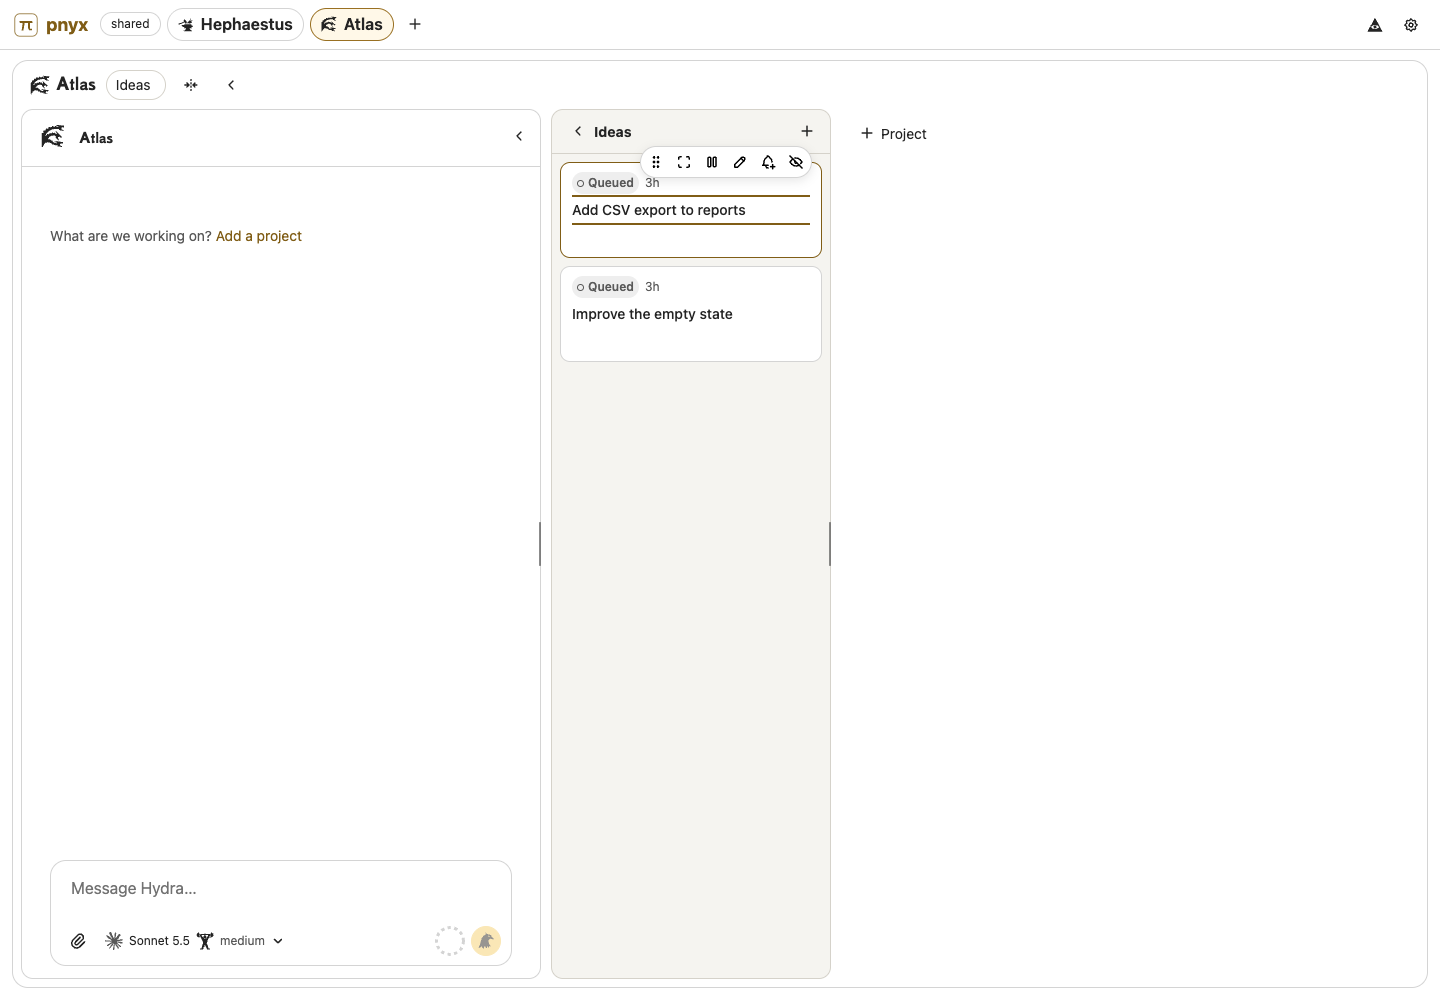 π pnyx shared Hephaestus Atlas
Atlas Ideas
Atlas
What are we working on? Add a project
Message Hydra...
Sonnet 5.5 medium
Ideas
Queued 3h
Add CSV export to reports
Queued 3h
Improve the empty state
Project